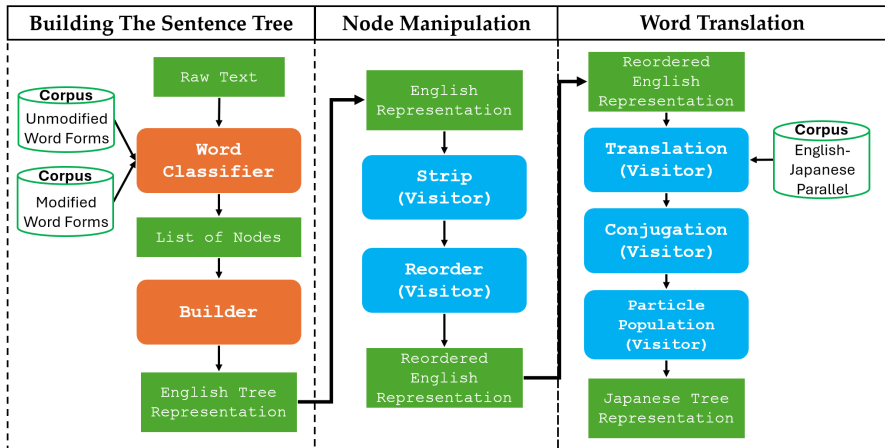 Building The Sentence Tree
Raw Text
Corpus
Unmodified
Word Forms
Corpus
Modified
Word Forms
Word
Classifier
List of Nodes
Builder
English Tree
Representation
Node Manipulation
English
Representation
Strip
(Visitor)
Reorder
(Visitor)
Reordered
English
Representation
Word Translation
Reordered
English
Representation
Corpus
English-
Japanese
Parallel
Translation
(Visitor)
Conjugation
(Visitor)
Particle
Population
(Visitor)
Japanese Tree
Representation